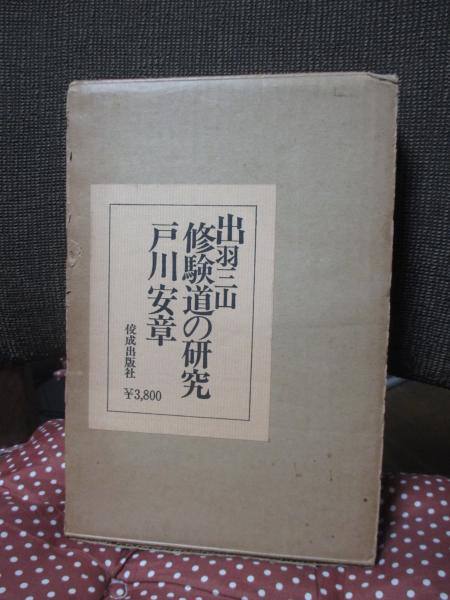 出羽三山
修験道の研究
戸川安章
佼成出版社
¥3,800